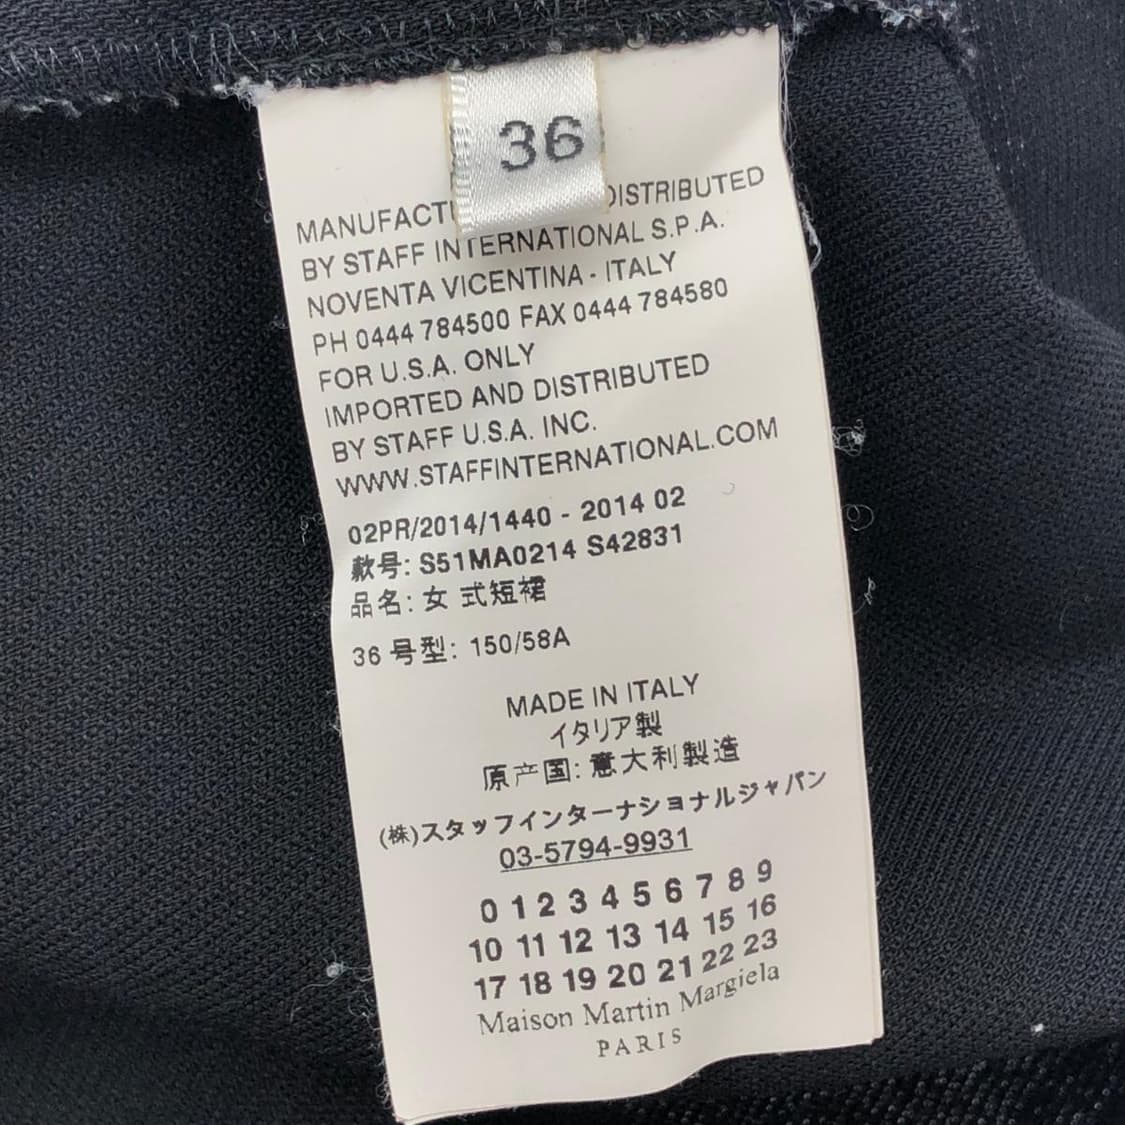 36
MANUFACTU DISTRIBUTED
BY STAFF INTERNATIONAL S.P.A.
NOVENTA VICENTINA - ITALY
PH 0444 784500 FAX 0444 784580
FOR U.S.A. ONLY
IMPORTED AND DISTRIBUTED
BY STAFF U.S.A. INC.
WWW.STAFFINTERNATIONAL.COM
02PR/2014/1440 - 2014 02
款号: S51MA0214 S42831
品名: 女 式短裙
36 号型: 150/58A
MADE IN ITALY
イタリア製
原产国: 意大利製造
(株)スタッフインターナショナルジャパン
03-5794-9931
0 1 2 3 4 5 6 7 8 9
10 11 12 13 14 15 16
17 18 19 20 21 22 23
Maison Martin Margiela
PARIS